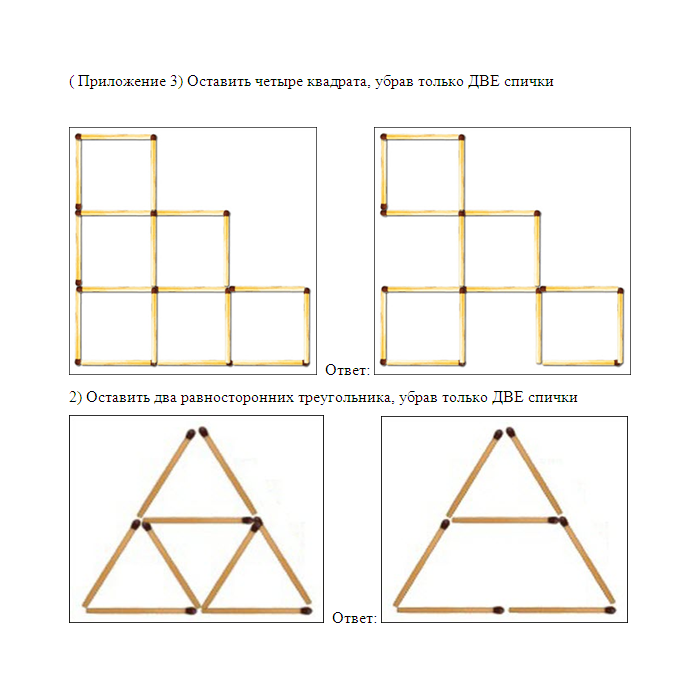 ( Приложение 3) Оставить четыре квадрата, убрав только ДВЕ спички
Ответ:
2) Оставить два равносторонних треугольника, убрав только ДВЕ спички
Ответ: